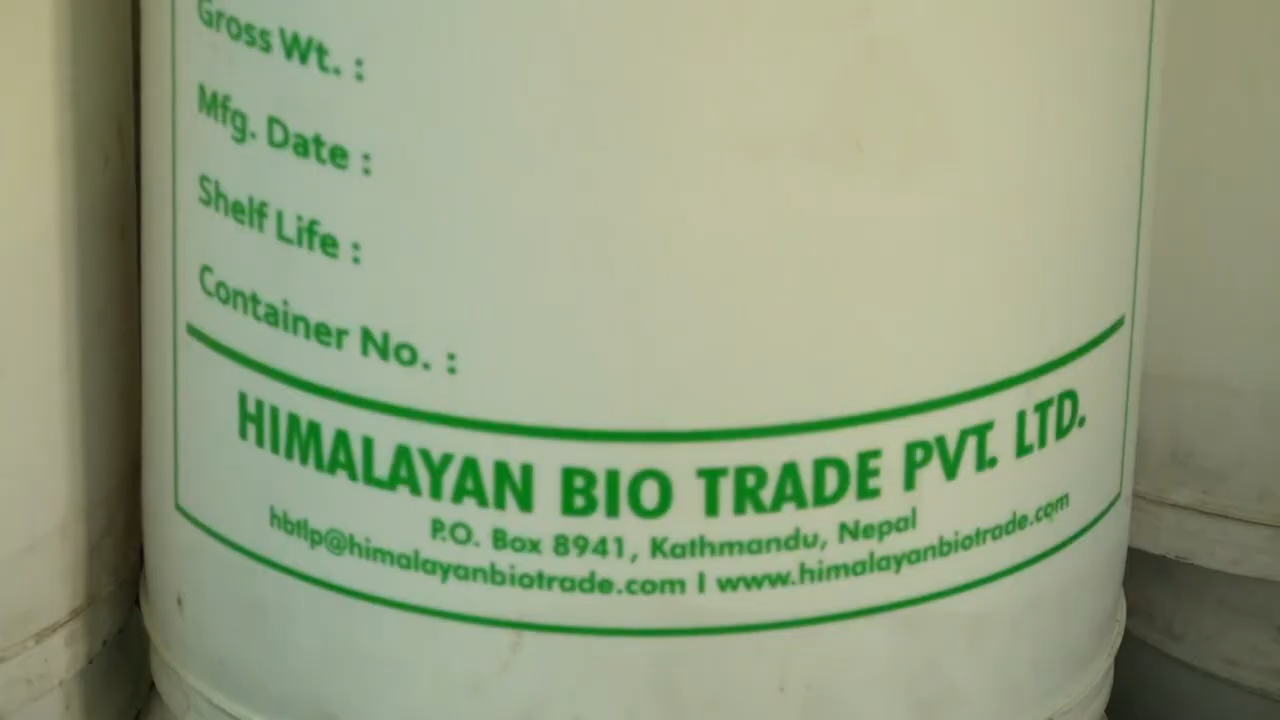 Gross Wt. :
Mfg. Date :
Shelf Life :
Container No. :
HIMALAYAN BIO TRADE PVT. LTD.
P.O. Box 8941, Kathmandu, Nepal
hbtlp@himalayanbiotrade.com | www.himalayanbiotrade.com